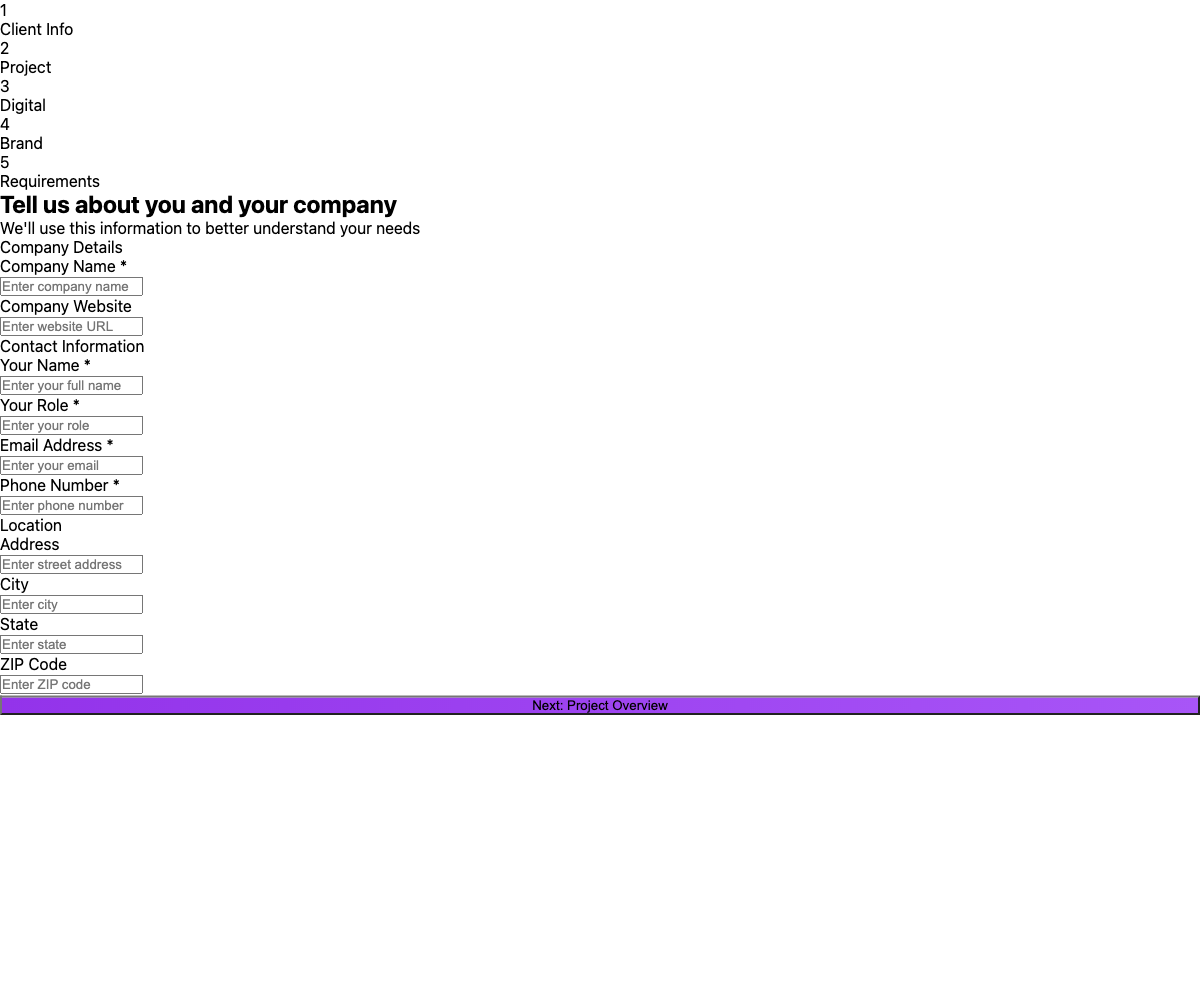 1
Client Info
2
Project
3
Digital
4
Brand
5
Requirements
Tell us about you and your company
We'll use this information to better understand your needs
Company Details
Company Name *
Enter company name
Company Website
Enter website URL
Contact Information
Your Name *
Enter your full name
Your Role *
Enter your role
Email Address *
Enter your email
Phone Number *
Enter phone number
Location
Address
Enter street address
City
Enter city
State
Enter state
ZIP Code
Enter ZIP code
Next: Project Overview